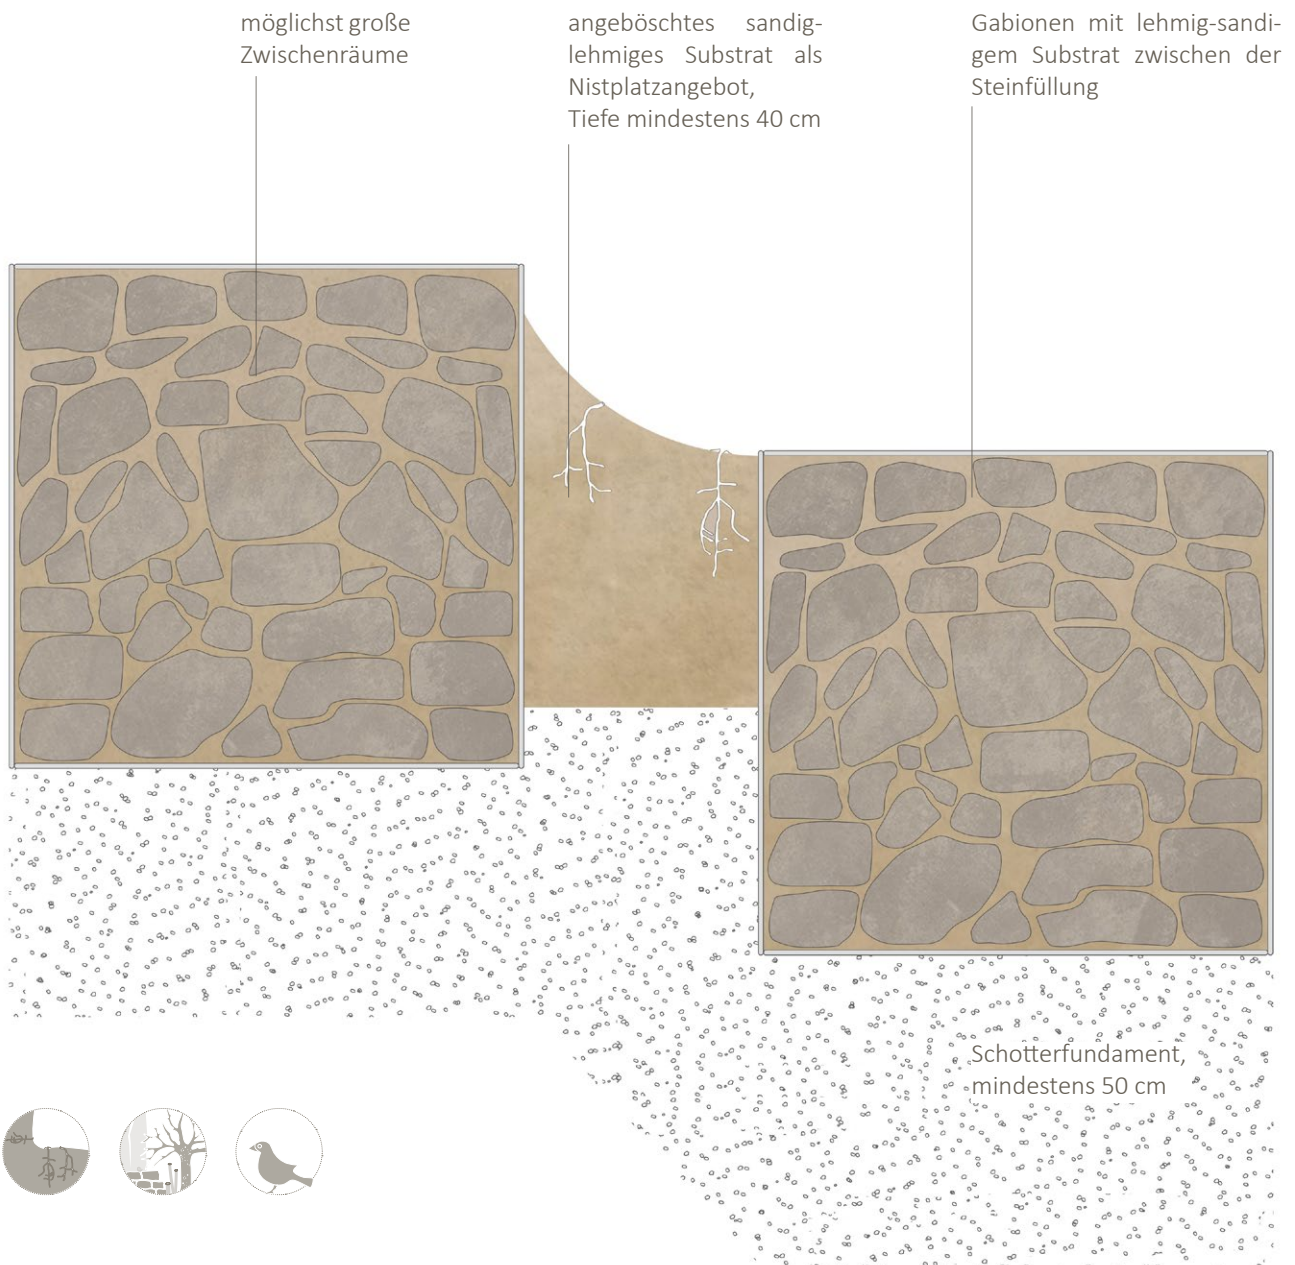 möglichst große
Zwischenräume
angeböschtes sandig-
lehmiges Substrat als
Nistplatzangebot,
Tiefe mindestens 40 cm
Gabionen mit lehmig-sandi-
gem Substrat zwischen der
Steinfüllung
Schotterfundament,
mindestens 50 cm